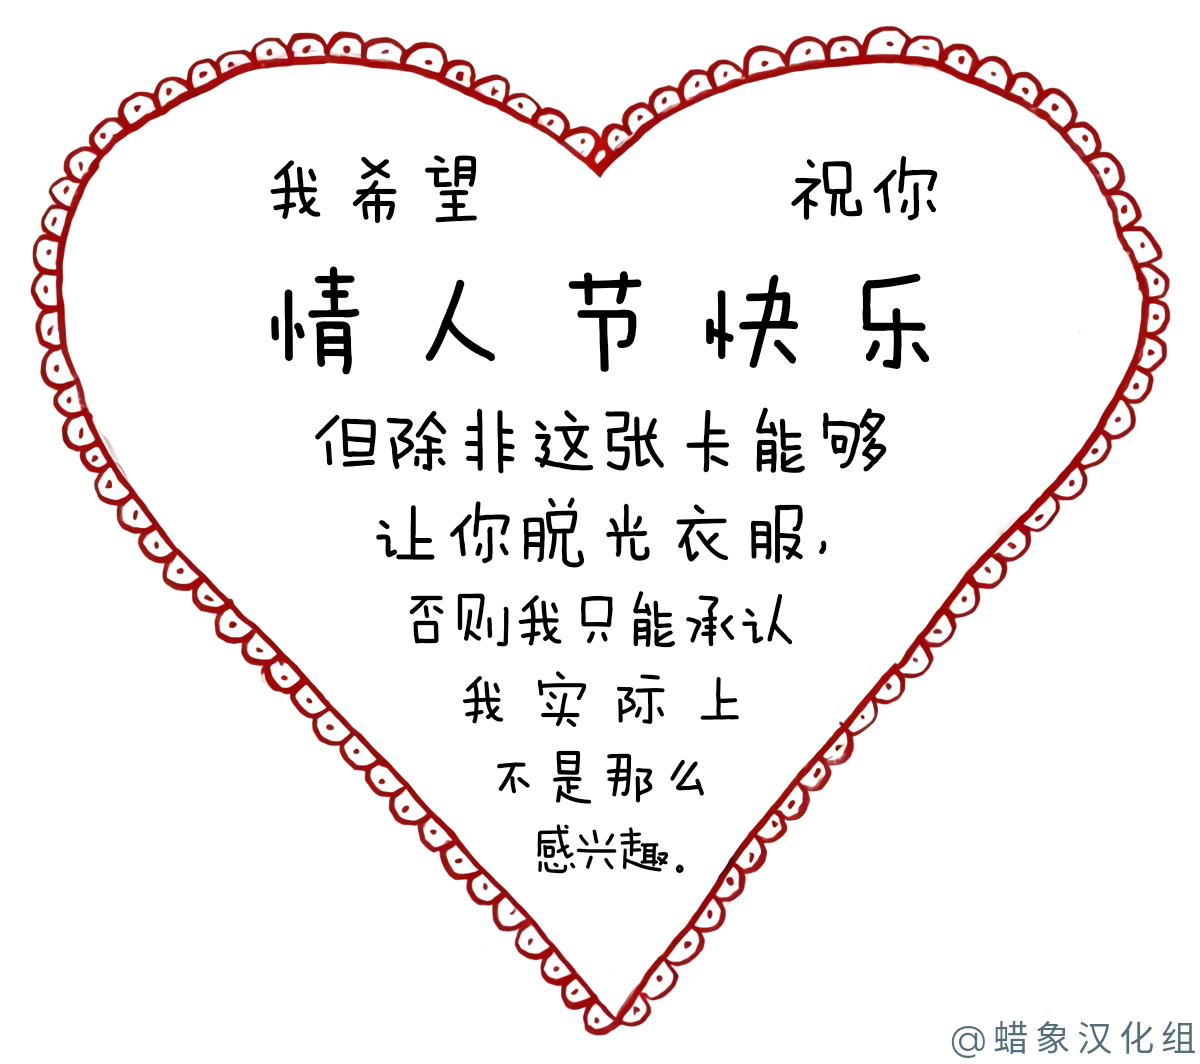 我希望 祝你
情人节快乐
但除非这张卡能够
让你脱光衣服，
否则我只能承认
我实际上
不是那么
感兴趣。
@蜡象汉化组